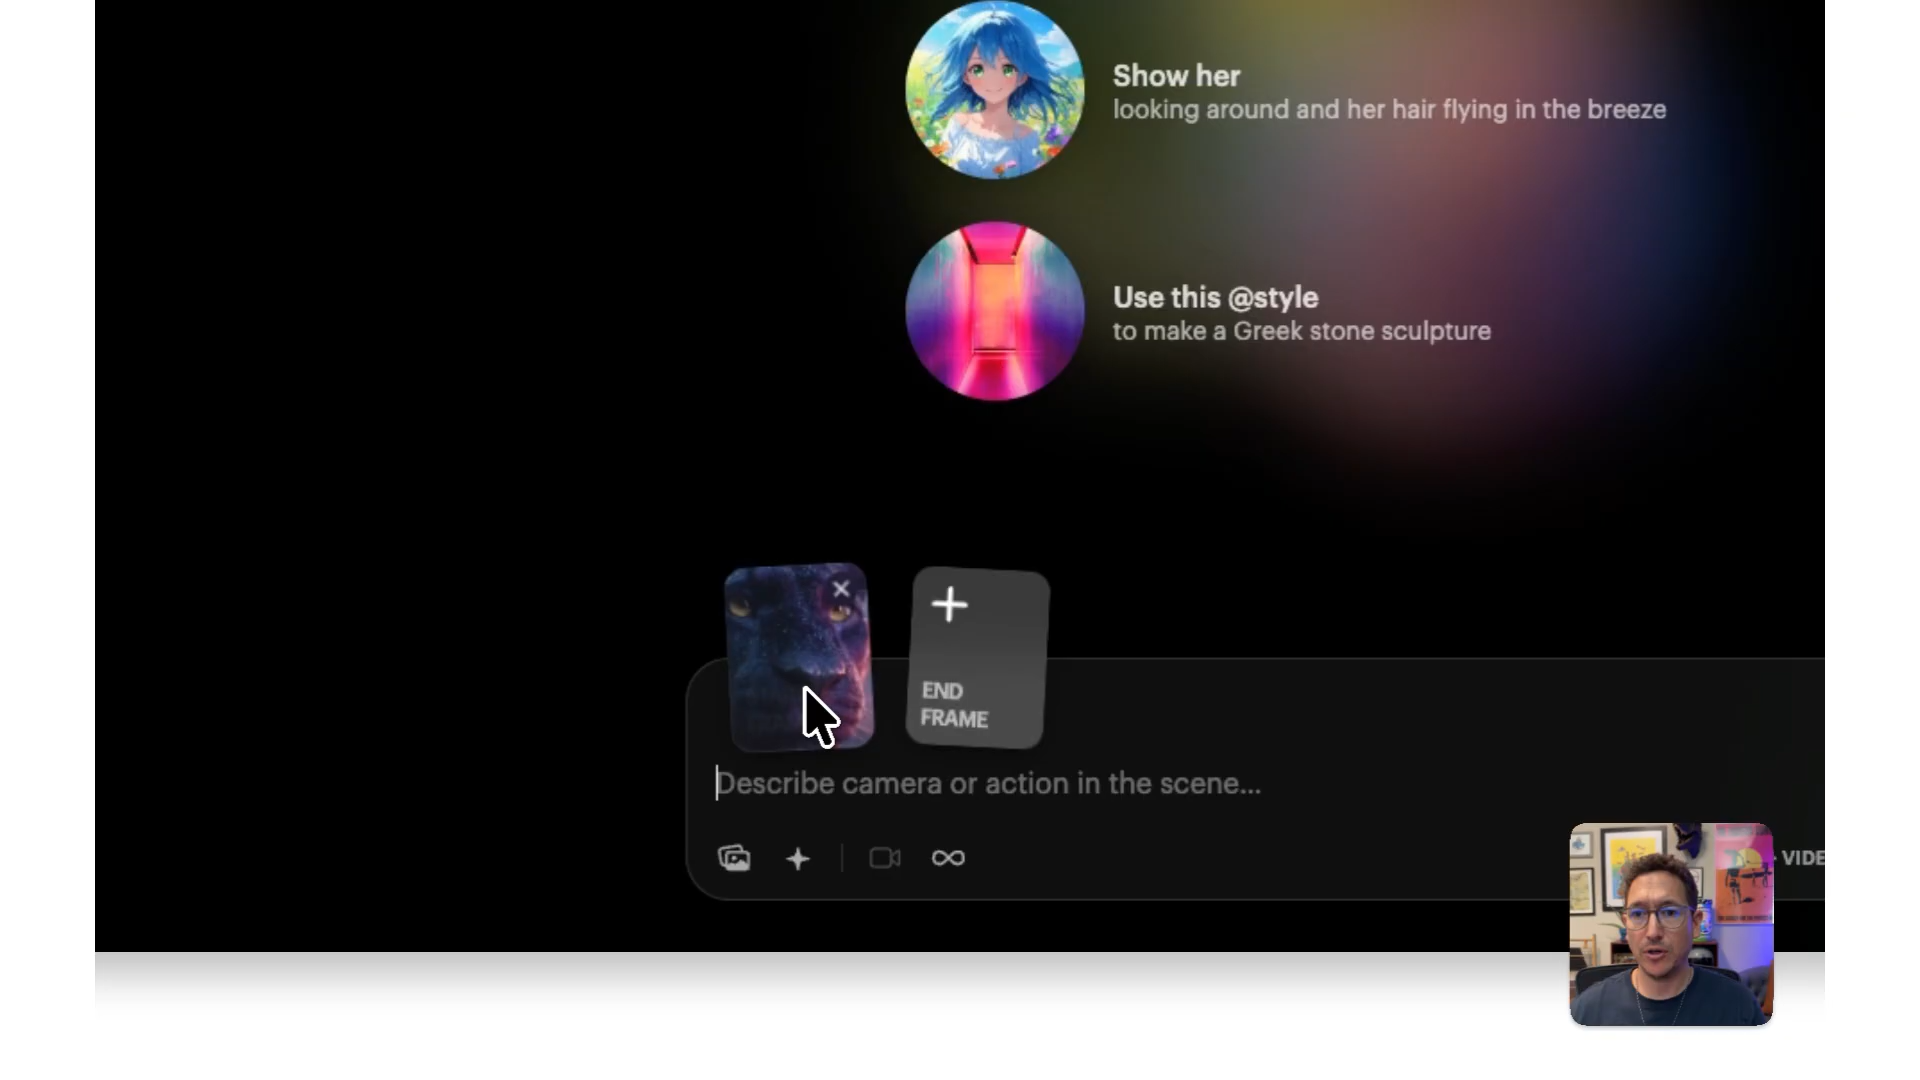 Show her
looking around and her hair flying in the breeze
Use this @style
to make a Greek stone sculpture
END
FRAME
Describe camera or action in the scene...